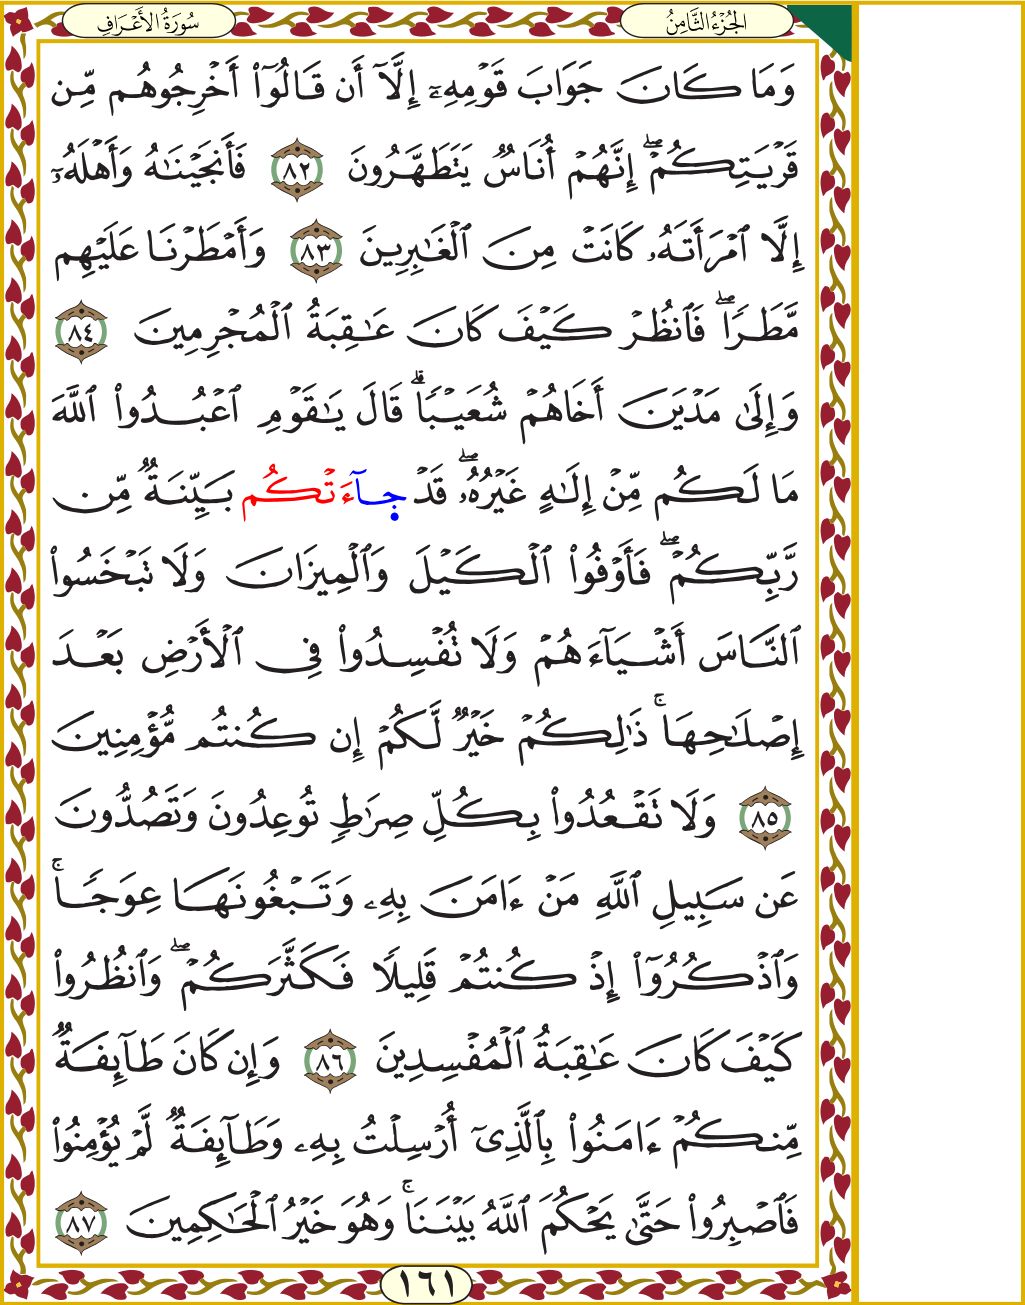 سُورَةُ الأَعْرَافِ
الجُزْءُ الثَّامِنُ
وَمَا كَانَ جَوَابَ قَوْمِهِۦٓ إِلَّآ أَن قَالُوٓا۟ أَخْرِجُوهُم مِّن
قَرْيَتِكُمْ ۖ إِنَّهُمْ أُنَاسٌ يَتَطَهَّرُونَ ٨٢ فَأَنجَيْنَـٰهُ وَأَهْلَهُۥٓ
إِلَّا ٱمْرَأَتَهُۥ كَانَتْ مِنَ ٱلْغَـٰبِرِينَ ٨٣ وَأَمْطَرْنَا عَلَيْهِم
مَّطَرًا ۖ فَٱنظُرْ كَيْفَ كَانَ عَـٰقِبَةُ ٱلْمُجْرِمِينَ ٨٤
وَإِلَىٰ مَدْيَنَ أَخَاهُمْ شُعَيْبًا ۗ قَالَ يَـٰقَوْمِ ٱعْبُدُوا۟ ٱللَّهَ
مَا لَكُم مِّنْ إِلَـٰهٍ غَيْرُهُۥ ۖ قَدْ جِآءَتْكُم بَيِّنَةٌ مِّن
رَّبِّكُمْ ۖ فَأَوْفُوا۟ ٱلْكَيْلَ وَٱلْمِيزَانَ وَلَا تَبْخَسُوا۟
ٱلنَّاسَ أَشْيَآءَهُمْ وَلَا تُفْسِدُوا۟ فِى ٱلْأَرْضِ بَعْدَ
إِصْلَـٰحِهَا ۚ ذَٰلِكُمْ خَيْرٌ لَّكُمْ إِن كُنتُم مُّؤْمِنِينَ
٨٥ وَلَا تَقْعُدُوا۟ بِكُلِّ صِرَٰطٍ تُوعِدُونَ وَتَصُدُّونَ
عَن سَبِيلِ ٱللَّهِ مَنْ ءَامَنَ بِهِۦ وَتَبْغُونَهَا عِوَجًا ۚ
وَٱذْكُرُوٓا۟ إِذْ كُنتُمْ قَلِيلًا فَكَثَّرَكُمْ ۖ وَٱنظُرُوا۟
كَيْفَ كَانَ عَـٰقِبَةُ ٱلْمُفْسِدِينَ ٨٦ وَإِن كَانَ طَآئِفَةٌ
مِّنكُمْ ءَامَنُوا۟ بِٱلَّذِىٓ أُرْسِلْتُ بِهِۦ وَطَآئِفَةٌ لَّمْ يُؤْمِنُوا۟
فَٱصْبِرُوا۟ حَتَّىٰ يَحْكُمَ ٱللَّهُ بَيْنَنَا ۚ وَهُوَ خَيْرُ ٱلْحَـٰكِمِينَ ٨٧
١٦١